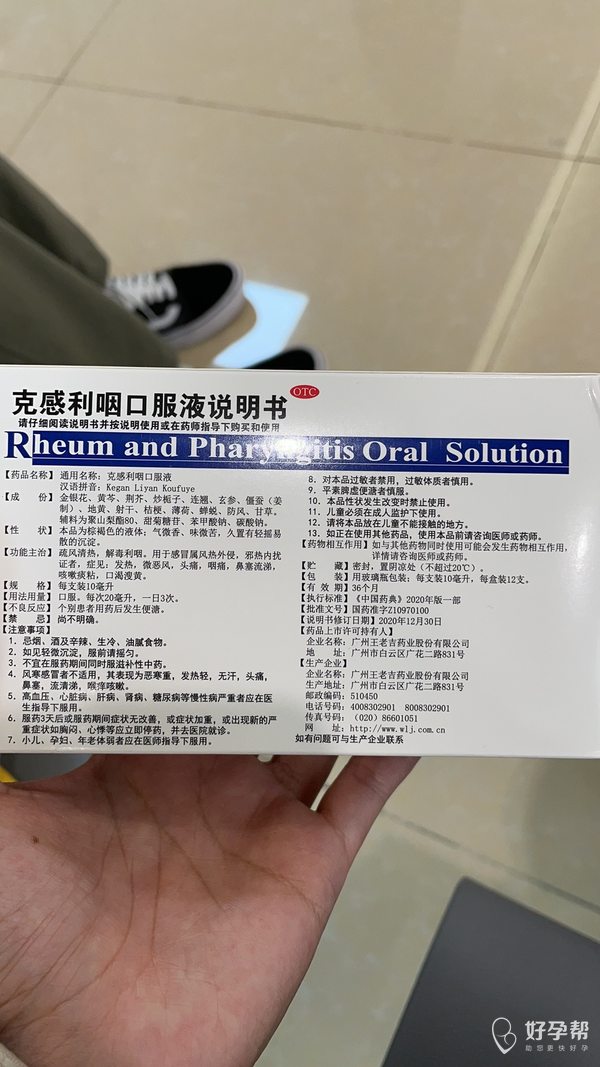 克感利咽口服液说明书
OTC
请仔细阅读说明书并按说明使用或在药师指导下购买和使用
Rheum and Pharyngitis Oral Solution
【药品名称】通用名称：克感利咽口服液
汉语拼音：Kegan Liyan Koufuye
【成　　份】金银花、黄芩、荆芥、炒栀子、连翘、玄参、僵蚕（姜
制）、地黄、射干、桔梗、薄荷、蝉蜕、防风、甘草。
辅料为聚山梨酯80、甜菊糖苷、苯甲酸钠、碳酸钠。
【性　　状】本品为棕褐色的液体；气微香，味微苦，久置有轻摇易
散的沉淀。
【功能主治】疏风清热，解毒利咽。用于感冒属风热外侵，邪热内扰
证者，症见：发热，微恶风，头痛，咽痛，鼻塞流涕，
咳嗽痰粘，口渴溲黄。
【规　　格】每支装10毫升
【用法用量】口服。每次20毫升，一日3次。
【不良反应】个别患者用药后发生便溏。
【禁　　忌】尚不明确。
【注意事项】
1. 忌烟、酒及辛辣、生冷、油腻食物。
2. 如见轻微沉淀，服前请摇匀。
3. 不宜在服药期间同时服滋补性中药。
4. 风寒感冒者不适用，其表现为恶寒重，发热轻，无汗，头痛，
鼻塞，流清涕，喉痒咳嗽。
5. 高血压、心脏病、肝病、肾病、糖尿病等慢性病严重者应在医
生指导下服用。
6. 服药3天后或服药期间症状无改善，或症状加重，或出现新的严
重症状如胸闷、心悸等应立即停药，并去医院就诊。
7. 小儿、孕妇、年老体弱者应在医师指导下服用。
8. 对本品过敏者禁用，过敏体质者慎用。
9. 平素脾虚便溏者慎服。
10. 本品性状发生改变时禁止使用。
11. 儿童必须在成人监护下使用。
12. 请将本品放在儿童不能接触的地方。
13. 如正在使用其他药品，使用本品前请咨询医师或药师。
【药物相互作用】如与其他药物同时使用可能会发生药物相互作用，
详情请咨询医师或药师。
【贮　　藏】密封，置阴凉处（不超过20℃）。
【包　　装】用玻璃瓶包装；每支装10毫升，每盒装12支。
【有 效 期】36个月
【执行标准】《中国药典》2020年版一部
【批准文号】国药准字Z10970100
【说明书修订日期】2020年12月30日
【药品上市许可持有人】
企业名称：广州王老吉药业股份有限公司
地　　址：广州市白云区广花二路831号
【生产企业】
企业名称：广州王老吉药业股份有限公司
生产地址：广州市白云区广花二路831号
邮政编码：510450
电话号码：4008302901　8008302901
传真号码：（020）86601051
网　　址：http://www.wlj.com.cn
如有问题可与生产企业联系
好孕帮
助您更快好孕